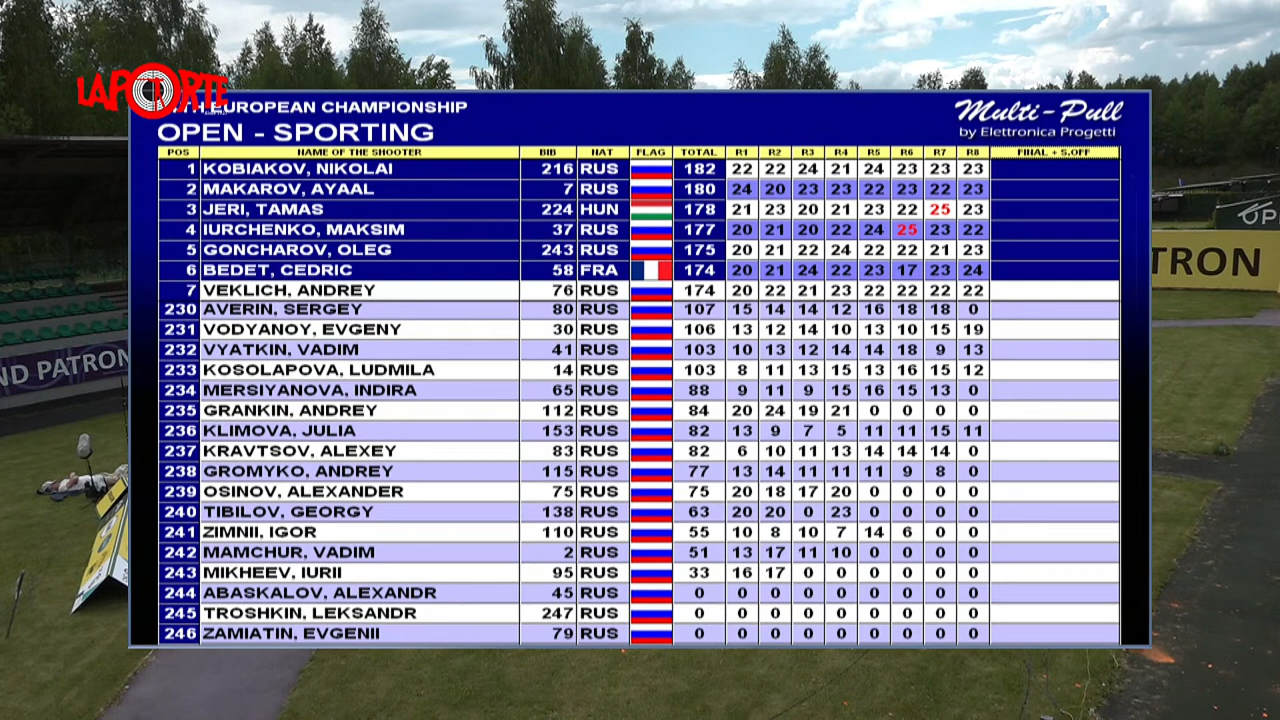 LAPORTE
TH EUROPEAN CHAMPIONSHIP
OPEN - SPORTING
Multi-Pull
by Elettronica Progetti
POS NAME OF THE SHOOTER BIB NAT FLAG TOTAL R1 R2 R3 R4 R5 R6 R7 R8 FINAL + S.OFF
1 KOBIAKOV, NIKOLAI 216 RUS 182 22 22 24 21 24 23 23 23
2 MAKAROV, AYAAL 7 RUS 180 24 20 23 23 22 23 22 23
3 JERI, TAMAS 224 HUN 178 21 23 20 21 23 22 25 23
4 IURCHENKO, MAKSIM 37 RUS 177 20 21 20 22 24 25 23 22
5 GONCHAROV, OLEG 243 RUS 175 20 21 22 24 22 22 21 23
6 BEDET, CEDRIC 58 FRA 174 20 21 24 22 23 17 23 24
7 VEKLICH, ANDREY 76 RUS 174 20 22 21 23 22 22 22 22
230 AVERIN, SERGEY 80 RUS 107 15 14 14 12 16 18 18 0
231 VODYANOY, EVGENY 30 RUS 106 13 12 14 10 13 10 15 19
232 VYATKIN, VADIM 41 RUS 103 10 13 12 14 14 18 9 13
233 KOSOLAPOVA, LUDMILA 14 RUS 103 8 11 13 15 13 16 15 12
234 MERSIYANOVA, INDIRA 65 RUS 88 9 11 9 15 16 15 13 0
235 GRANKIN, ANDREY 112 RUS 84 20 24 19 21 0 0 0 0
236 KLIMOVA, JULIA 153 RUS 82 13 9 7 5 11 11 15 11
237 KRAVTSOV, ALEXEY 83 RUS 82 6 10 11 13 14 14 14 0
238 GROMYKO, ANDREY 115 RUS 77 13 14 11 11 11 9 8 0
239 OSINOV, ALEXANDER 75 RUS 75 20 18 17 20 0 0 0 0
240 TIBILOV, GEORGY 138 RUS 63 20 20 0 23 0 0 0 0
241 ZIMNII, IGOR 110 RUS 55 10 8 10 7 14 6 0 0
242 MAMCHUR, VADIM 2 RUS 51 13 17 11 10 0 0 0 0
243 MIKHEEV, IURII 95 RUS 33 16 17 0 0 0 0 0 0
244 ABASKALOV, ALEXANDR 45 RUS 0 0 0 0 0 0 0 0 0
245 TROSHKIN, LEKSANDR 247 RUS 0 0 0 0 0 0 0 0 0
246 ZAMIATIN, EVGENII 79 RUS 0 0 0 0 0 0 0 0 0
OP
TRON
ND PATRON